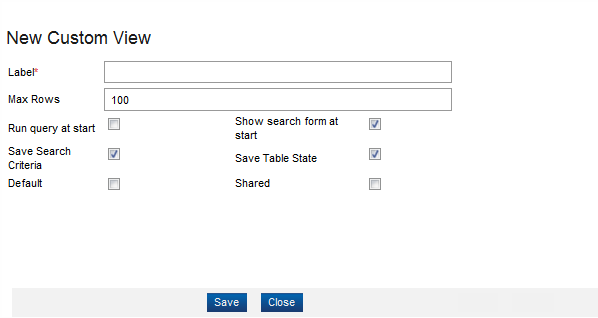 New Custom View
Label*
Max Rows 100
Run query at start Show search form at
start
Save Search
Criteria Save Table State
Default Shared
Save Close